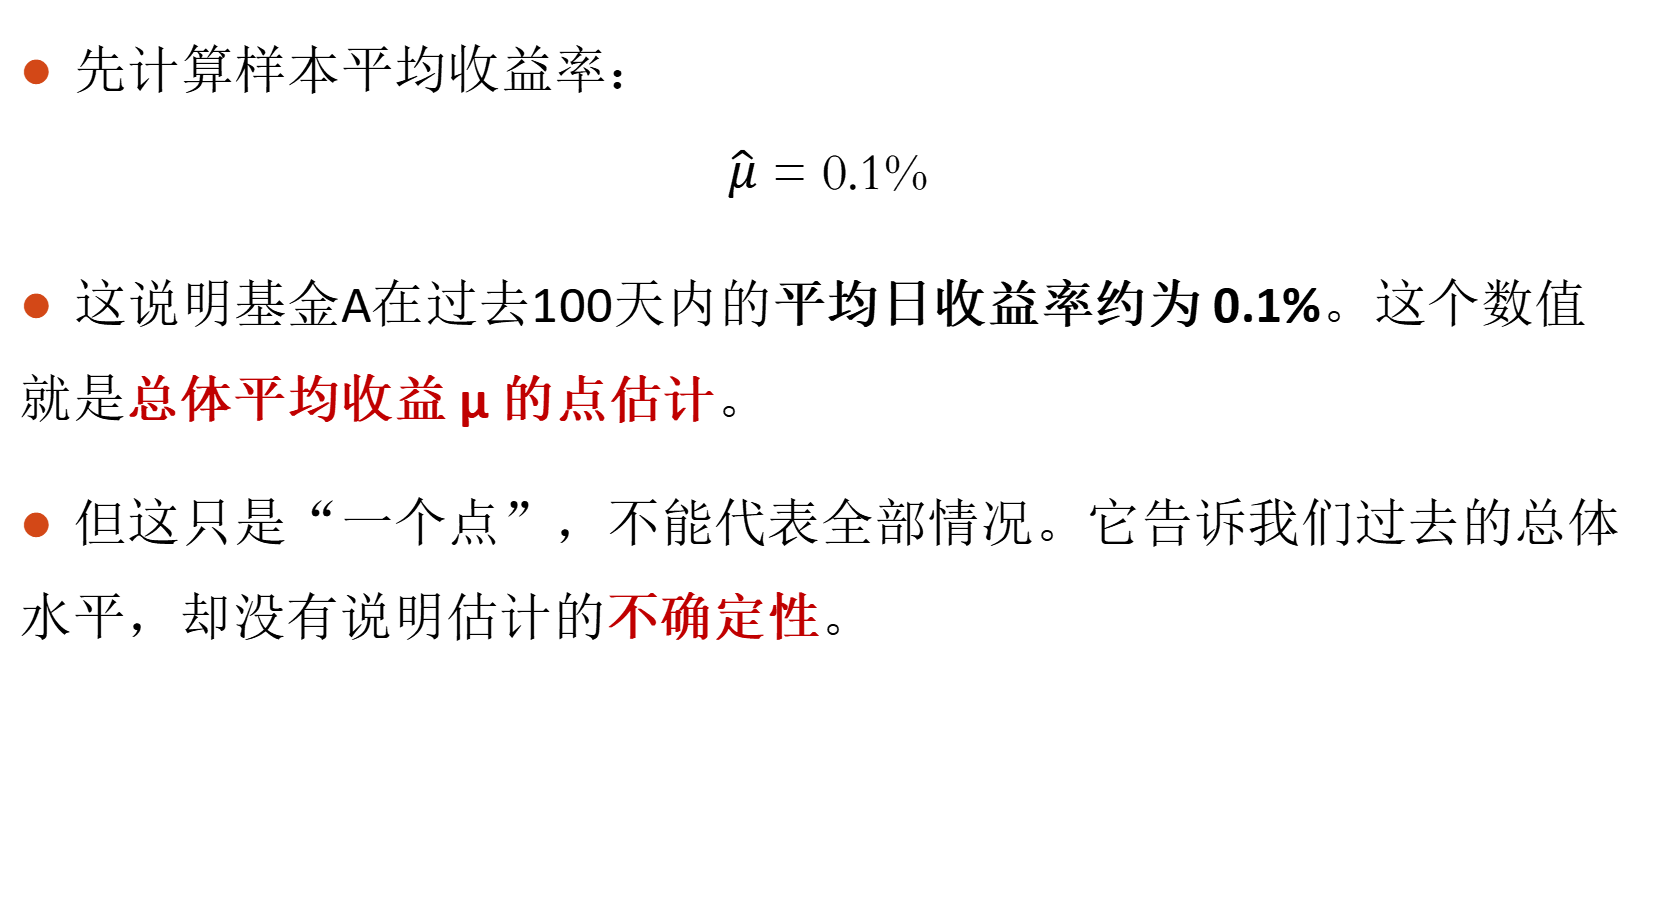 ● 先计算样本平均收益率：
μ̂ = 0.1%
● 这说明基金A在过去100天内的平均日收益率约为 0.1%。这个数值
就是总体平均收益 μ 的点估计。
● 但这只是“一个点”，不能代表全部情况。它告诉我们过去的总体
水平，却没有说明估计的不确定性。